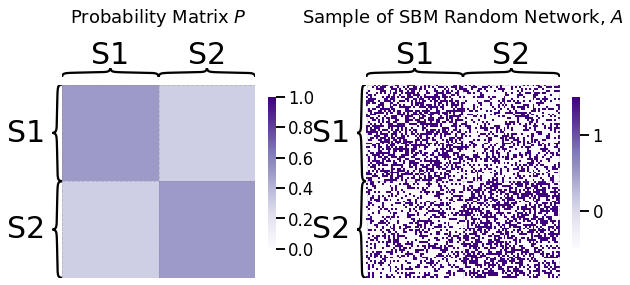 Probability Matrix P
S1 S2
S1
S2
1.0
0.8
0.6
0.4
0.2
0.0
Sample of SBM Random Network, A
S1 S2
S1
S2
1
0